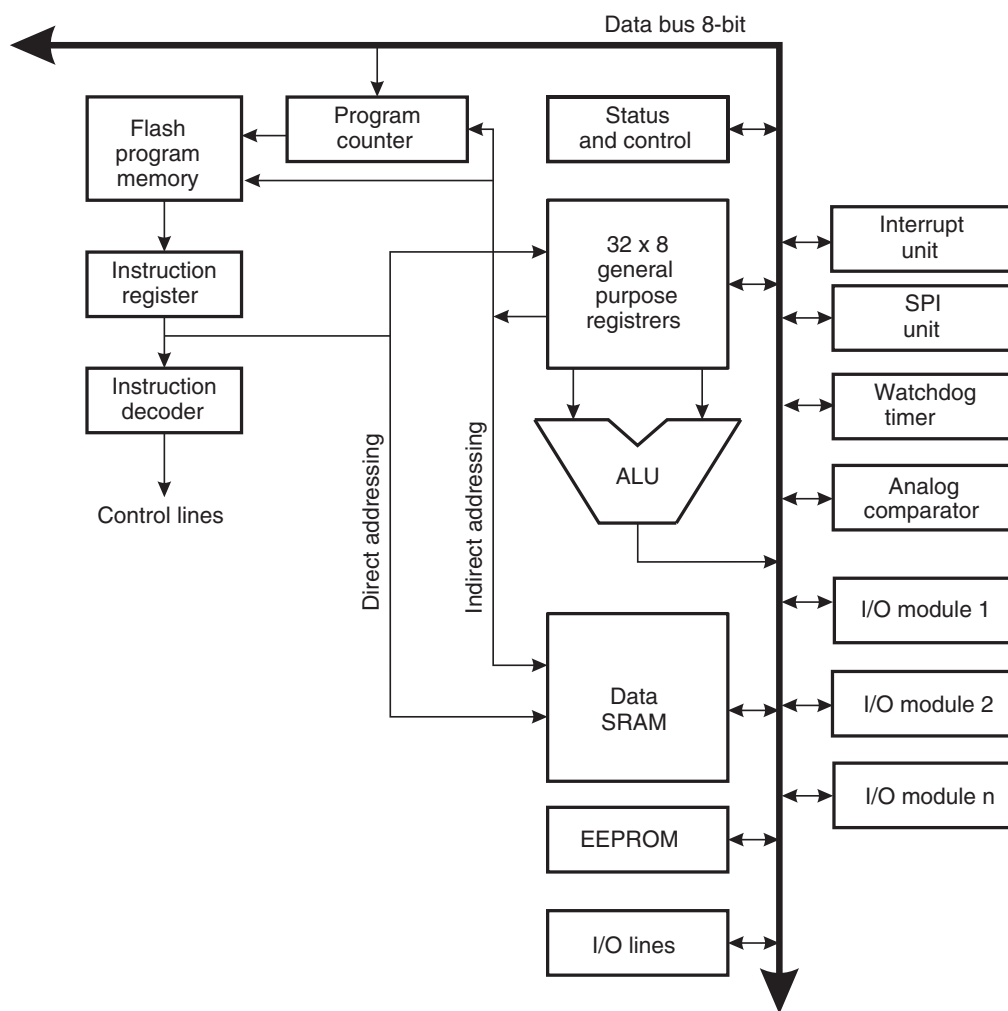 Data bus 8-bit
Flash
program
memory
Program
counter
Status
and control
Instruction
register
32 x 8
general
purpose
registrers
Interrupt
unit
SPI
unit
Instruction
decoder
Watchdog
timer
Control lines
Direct addressing
Indirect addressing
ALU
Analog
comparator
I/O module 1
Data
SRAM
I/O module 2
I/O module n
EEPROM
I/O lines